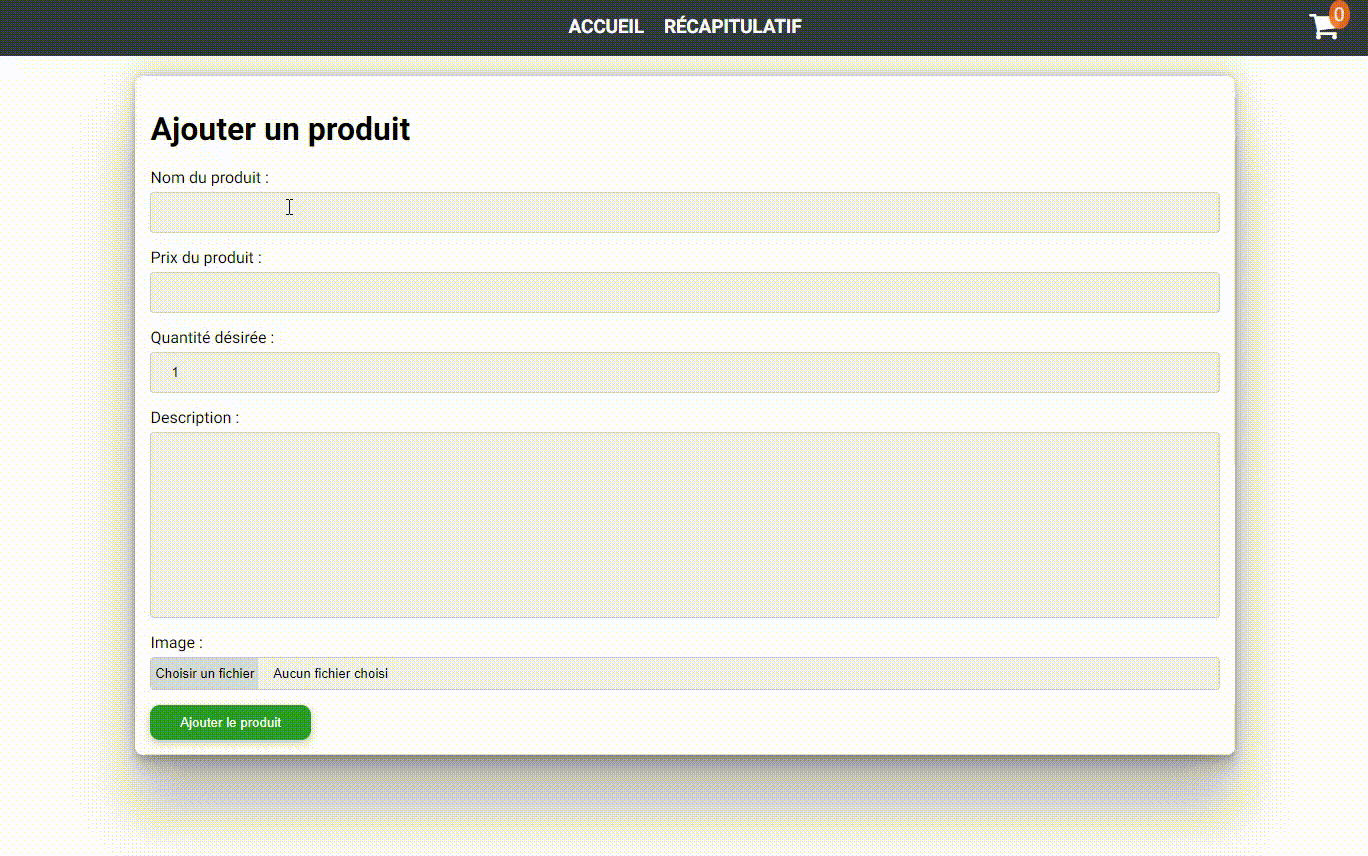 ACCUEIL RÉCAPITULATIF 0
Ajouter un produit
Nom du produit :
Prix du produit :
Quantité désirée :
1
Description :
Image :
Choisir un fichier Aucun fichier choisi
Ajouter le produit